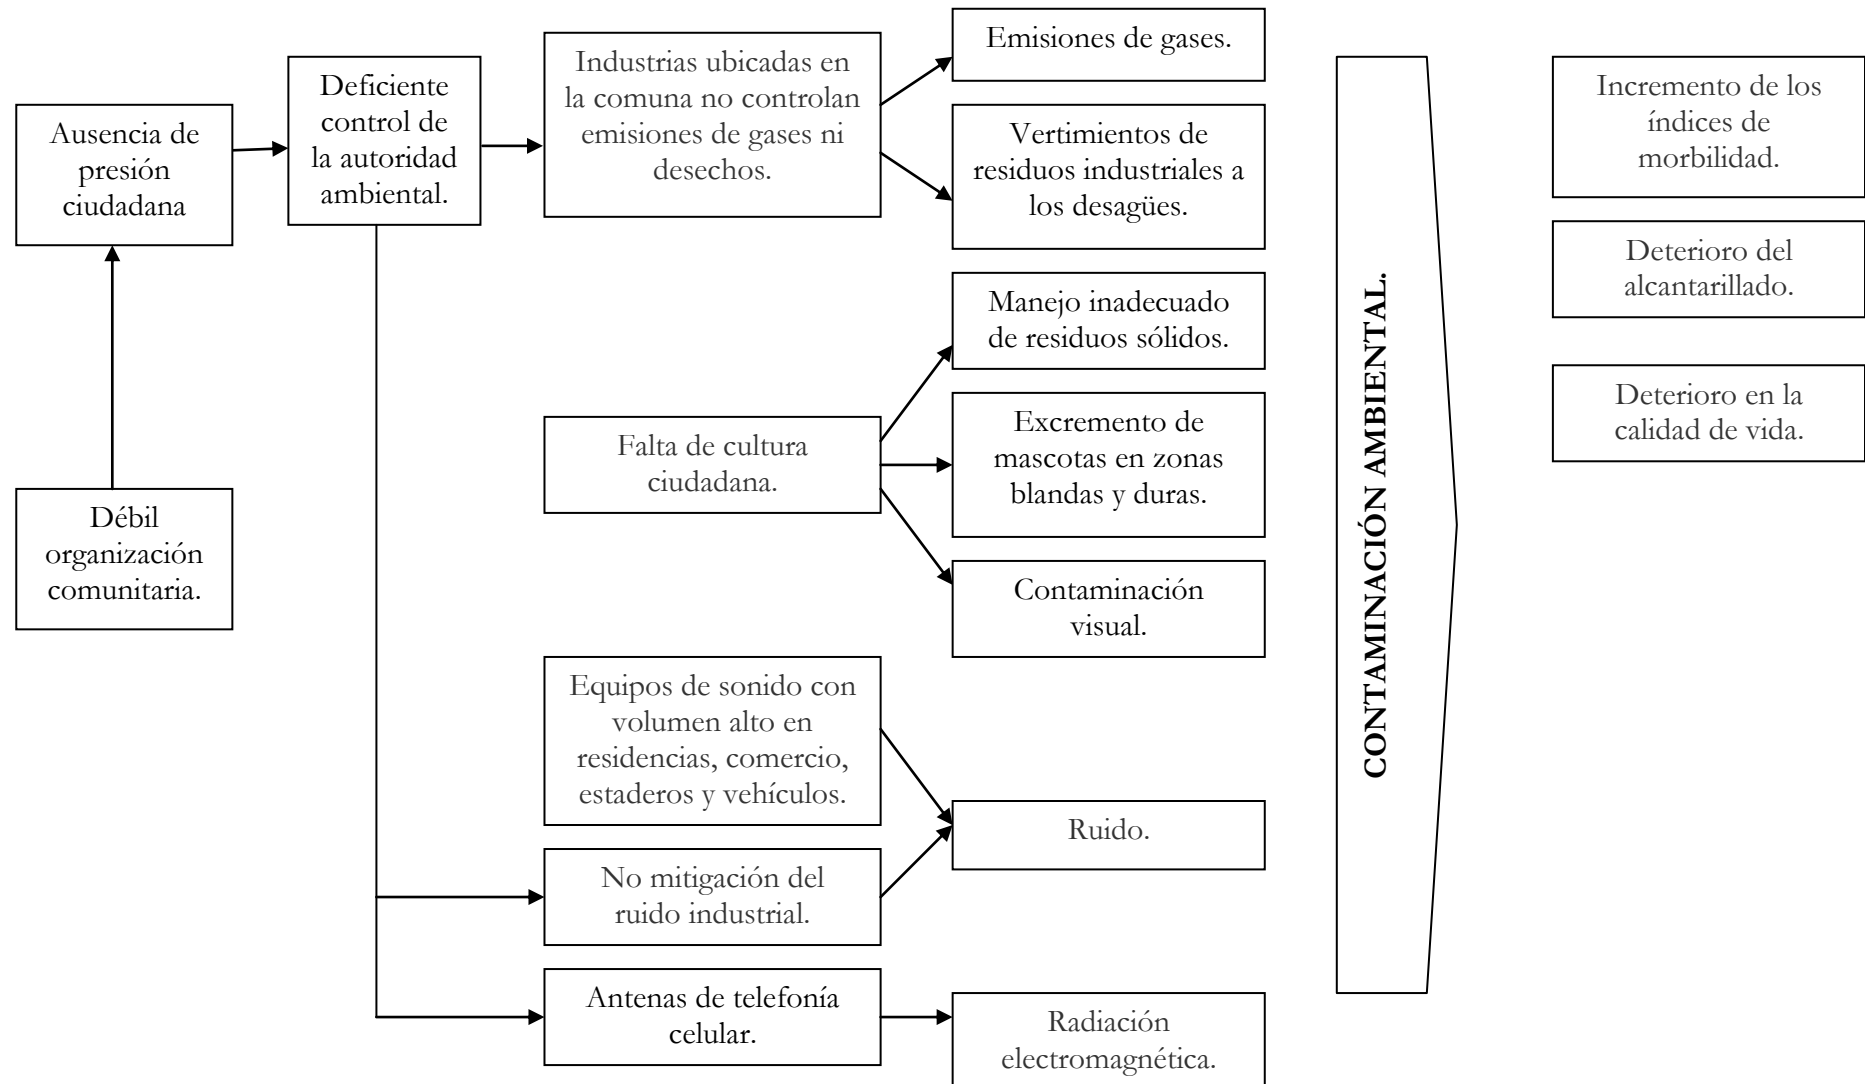 Ausencia de
presión
ciudadana
Débil
organización
comunitaria.
Deficiente
control de
la autoridad
ambiental.
Industrias ubicadas en
la comuna no controlan
emisiones de gases ni
desechos.
Falta de cultura
ciudadana.
Equipos de sonido con
volumen alto en
residencias, comercio,
estaderos y vehículos.
No mitigación del
ruido industrial.
Antenas de telefonía
celular.
Emisiones de gases.
Vertimientos de
residuos industriales a
los desagües.
Manejo inadecuado
de residuos sólidos.
Excremento de
mascotas en zonas
blandas y duras.
Contaminación
visual.
Ruido.
Radiación
electromagnética.
CONTAMINACIÓN AMBIENTAL.
Incremento de los
índices de
morbilidad.
Deterioro del
alcantarillado.
Deterioro en la
calidad de vida.